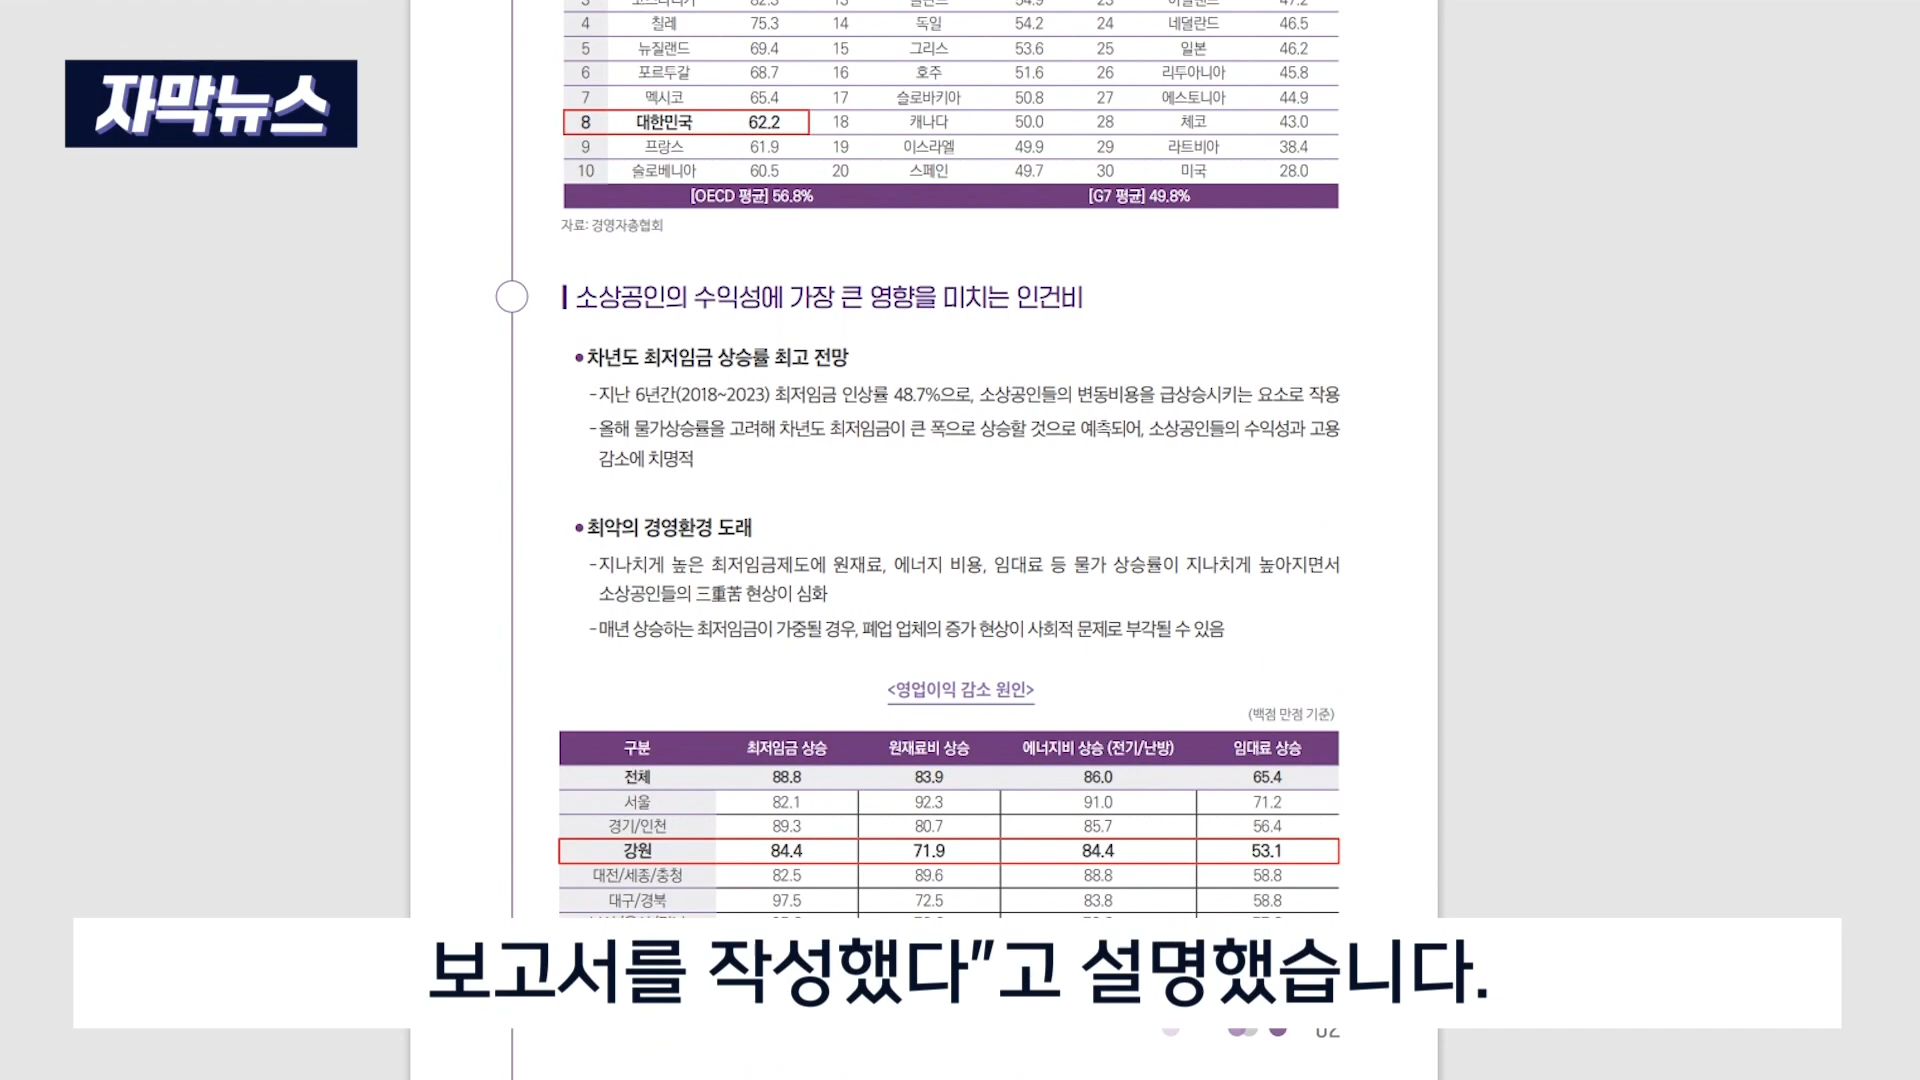 자막뉴스
4 칠레 75.3 14 독일 54.2 24 네덜란드 46.5
5 뉴질랜드 69.4 15 그리스 53.6 25 일본 46.2
6 포르투갈 68.7 16 호주 51.6 26 리투아니아 45.8
7 멕시코 65.4 17 슬로바키아 50.8 27 에스토니아 44.9
8 대한민국 62.2 18 캐나다 50.0 28 체코 43.0
9 프랑스 61.9 19 이스라엘 49.9 29 라트비아 38.4
10 슬로베니아 60.5 20 스페인 49.7 30 미국 28.0
[OECD 평균] 56.8% [G7 평균] 49.8%
자료: 경영자총협회
소상공인의 수익성에 가장 큰 영향을 미치는 인건비
•차년도 최저임금 상승률 최고 전망
-지난 6년간(2018~2023) 최저임금 인상률 48.7%으로, 소상공인들의 변동비용을 급상승시키는 요소로 작용
-올해 물가상승률을 고려해 차년도 최저임금이 큰 폭으로 상승할 것으로 예측되어, 소상공인들의 수익성과 고용
감소에 치명적
•최악의 경영환경 도래
-지나치게 높은 최저임금제도에 원재료, 에너지 비용, 임대료 등 물가 상승률이 지나치게 높아지면서
소상공인들의 三重苦 현상이 심화
-매년 상승하는 최저임금이 가중될 경우, 폐업 업체의 증가 현상이 사회적 문제로 부각될 수 있음
<영업이익 감소 원인>
(백점 만점 기준)
구분 최저임금 상승 원재료비 상승 에너지비 상승 (전기/난방) 임대료 상승
전체 88.8 83.9 86.0 65.4
서울 82.1 92.3 91.0 71.2
경기/인천 89.3 80.7 85.7 56.4
강원 84.4 71.9 84.4 53.1
대전/세종/충청 82.5 89.6 88.8 58.8
대구/경북 97.5 72.5 83.8 58.8
보고서를 작성했다”고 설명했습니다.